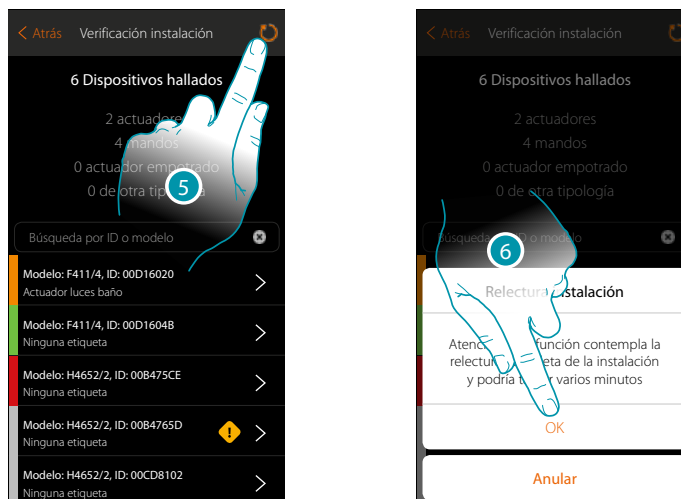 Atrás Verificación instalación
6 Dispositivos hallados
2 actuadores
4 mandos
0 actuador empotrado
0 de otra
5
Búsqueda por ID o modelo
Modelo: F411/4, ID: 00D16020
Actuador luces baño
Modelo: F411/4, ID: 00D1604B
Ninguna etiqueta
Modelo: H4652/2, ID: 00B475CE
Ninguna etiqueta
Modelo: H4652/2, ID: 00B4765D
Ninguna etiqueta
Modelo: H4652/2, ID: 00CD8102
Ninguna etiqueta
Atrás Verificación instalación
6 Dispositivos hallados
2 actuadores
4 mandos
0 actuador empotrado
0 de otra tipología
6
Búsqueda por ID o modelo
Relectura instalación
función contempla la
de la instalación
y podría varios minutos
OK
Anular